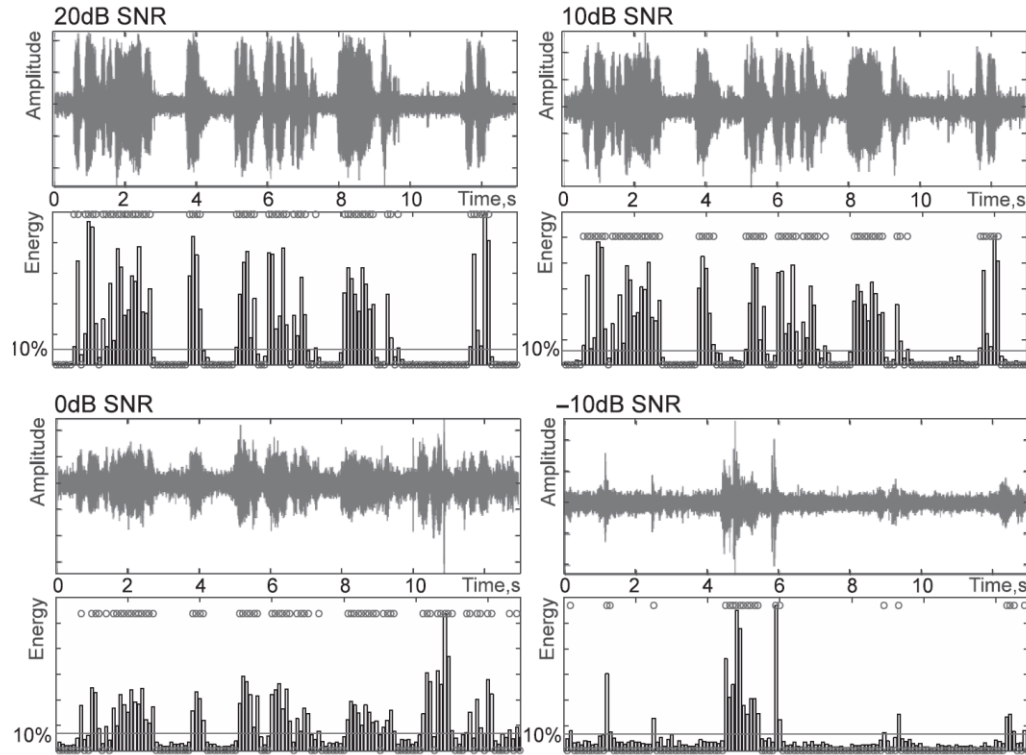 20dB SNR
Amplitude
0 2 4 6 8 10 Time,s
Energy
10%
10dB SNR
Amplitude
0 2 4 6 8 10 Time,s
Energy
10%
0dB SNR
Amplitude
0 2 4 6 8 10 Time,s
Energy
10%
–10dB SNR
Amplitude
0 2 4 6 8 10 Time,s
Energy
10%